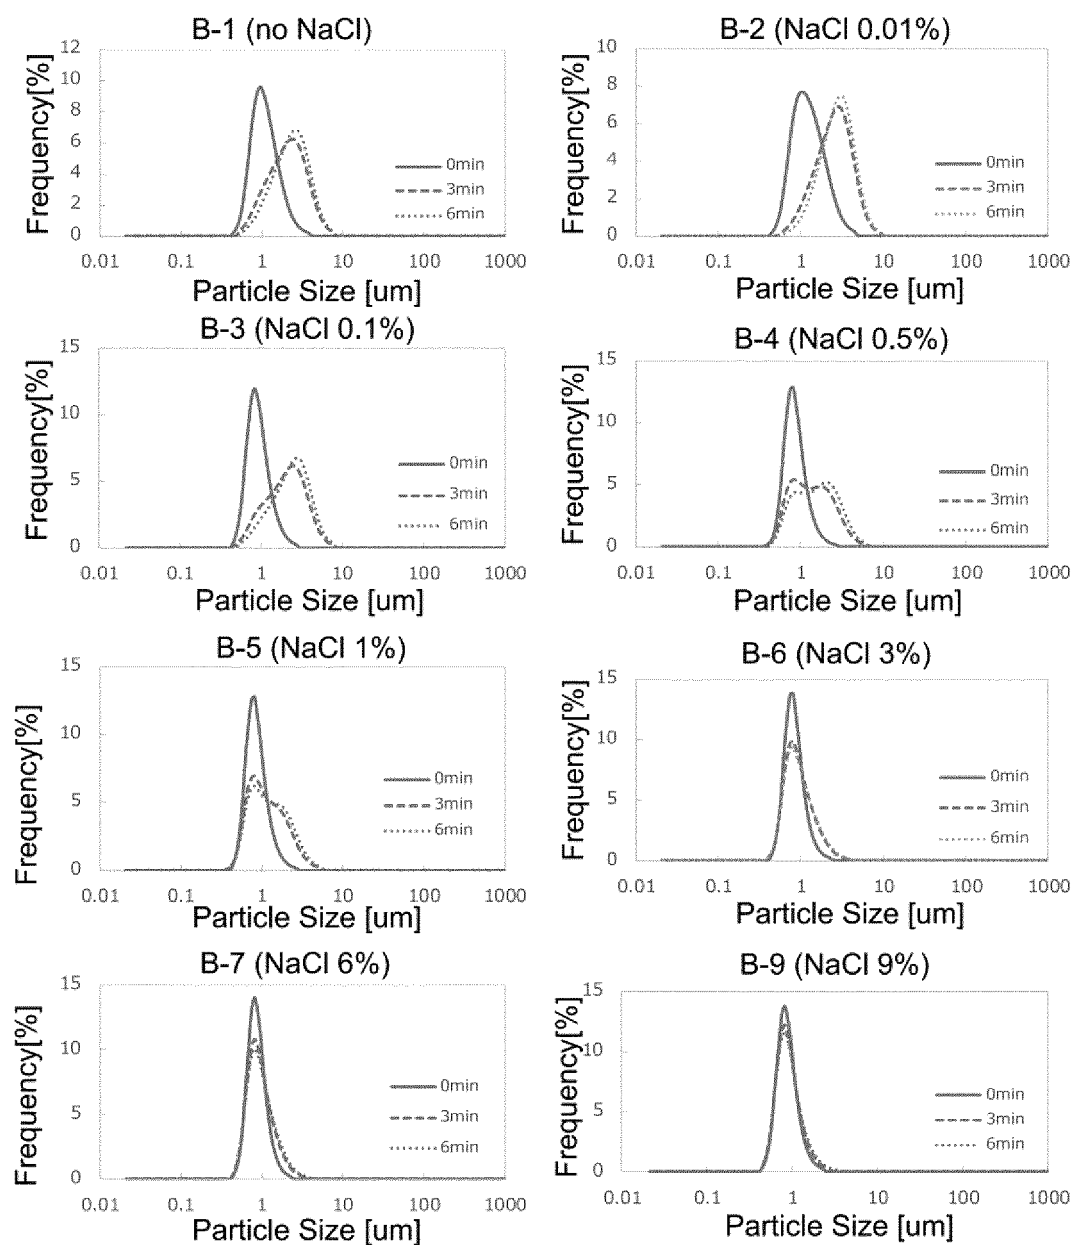 B-1 (no NaCl)
Frequency[%]
12
10
8
6
4
2
0
0min
3min
6min
0.01 0.1 1 10 100 1000
Particle Size [um]
B-2 (NaCl 0.01%)
Frequency[%]
10
8
6
4
2
0
0min
3min
6min
0.01 0.1 1 10 100 1000
Particle Size [um]
B-3 (NaCl 0.1%)
Frequency[%]
15
10
5
0
0min
3min
6min
0.01 0.1 1 10 100 1000
Particle Size [um]
B-4 (NaCl 0.5%)
Frequency[%]
15
10
5
0
0min
3min
6min
0.01 0.1 1 10 100 1000
Particle Size [um]
B-5 (NaCl 1%)
Frequency[%]
15
10
5
0
0min
3min
6min
0.01 0.1 1 10 100 1000
Particle Size [um]
B-6 (NaCl 3%)
Frequency[%]
15
10
5
0
0min
3min
6min
0.01 0.1 1 10 100 1000
Particle Size [um]
B-7 (NaCl 6%)
Frequency[%]
15
10
5
0
0min
3min
6min
0.01 0.1 1 10 100 1000
Particle Size [um]
B-9 (NaCl 9%)
Frequency[%]
15
10
5
0
0min
3min
6min
0.01 0.1 1 10 100 1000
Particle Size [um]